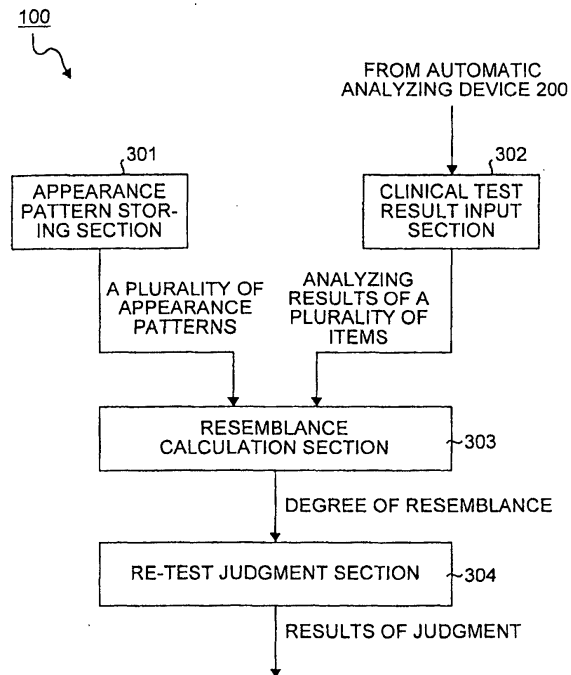 100
FROM AUTOMATIC
ANALYZING DEVICE 200
301
302
APPEARANCE
PATTERN STOR-
ING SECTION
CLINICAL TEST
RESULT INPUT
SECTION
A PLURALITY OF
APPEARANCE
PATTERNS
ANALYZING
RESULTS OF A
PLURALITY OF
ITEMS
RESEMBLANCE
CALCULATION SECTION
303
DEGREE OF RESEMBLANCE
RE-TEST JUDGMENT SECTION
304
RESULTS OF JUDGMENT